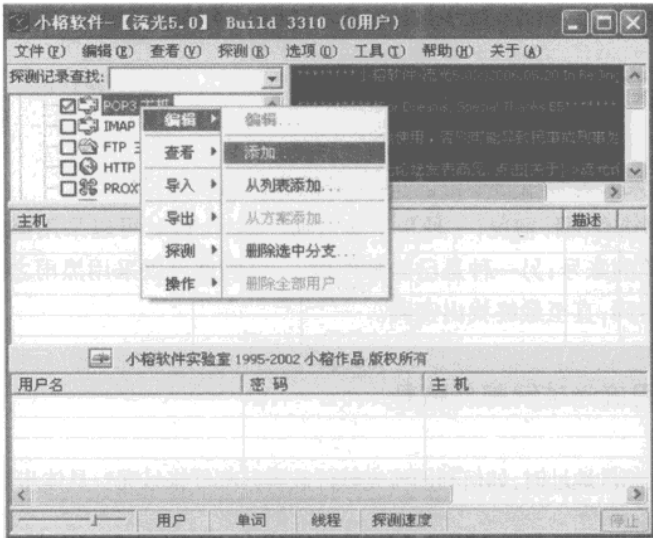 小榕软件-【流光5.0】 Build 3310 (0用户)
文件(F) 编辑(E) 查看(V) 探测(R) 选项(O) 工具(T) 帮助(H) 关于(A)
探测记录查找:
POP3 主机
IMAP
FTP 主
HTTP
PROXY
编辑
查看
导入
导出
探测
操作
编辑...
添加...
从列表添加...
从方案添加...
删除选中分支...
删除全部用户
主机
描述
小榕软件实验室 1995-2002 小榕作品 版权所有
用户名 密码 主机
用户 单词 线程 探测速度 停止